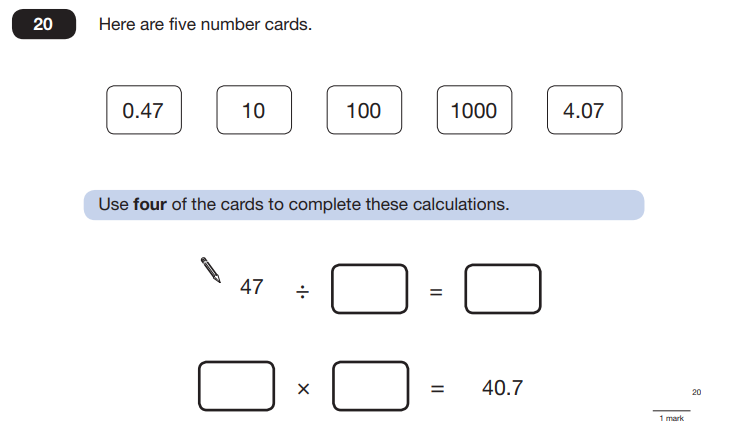 20 Here are five number cards.
0.47 10 100 1000 4.07
Use four of the cards to complete these calculations.
47 ÷ =
× = 40.7
20
1 mark